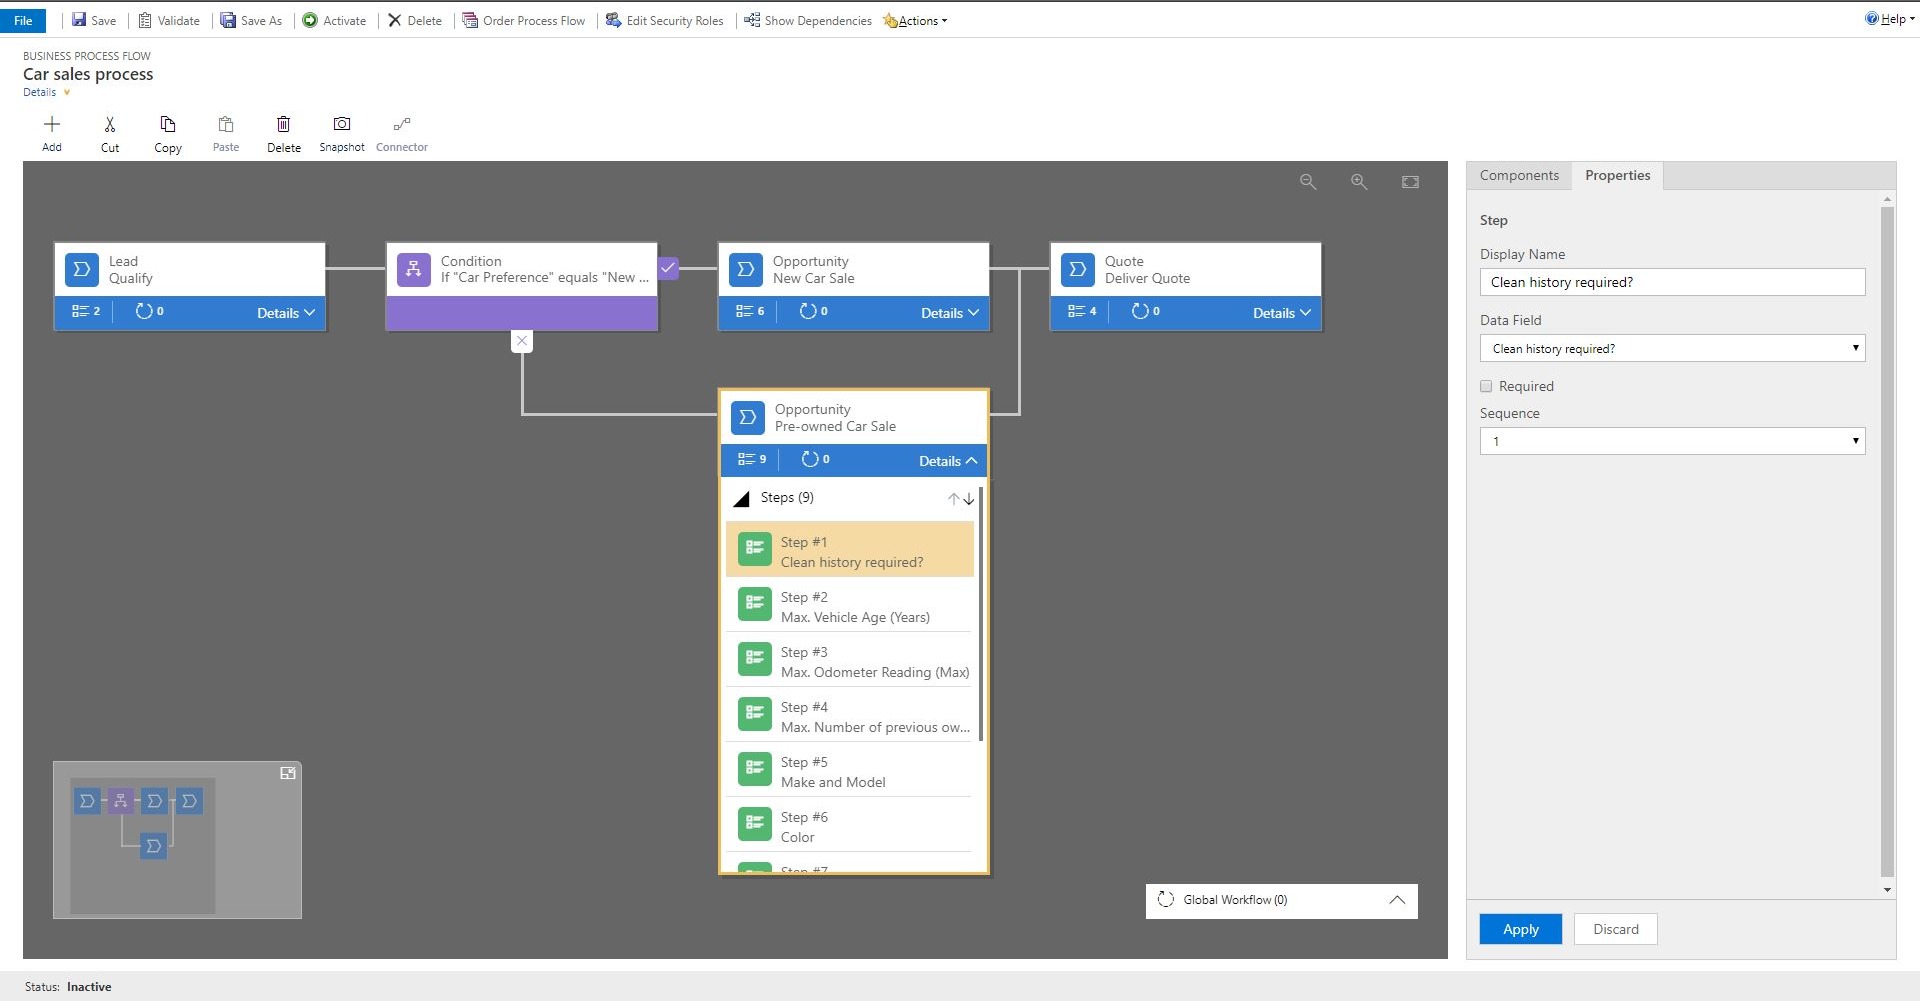 File
Save
Validate
Save As
Activate
Delete
Order Process Flow
Edit Security Roles
Show Dependencies
Actions
Help
BUSINESS PROCESS FLOW
Car sales process
Details
Add
Cut
Copy
Paste
Delete
Snapshot
Connector
Lead
Qualify
2
0
Details
Condition
If "Car Preference" equals "New ...
Opportunity
New Car Sale
6
0
Details
Quote
Deliver Quote
4
0
Details
Opportunity
Pre-owned Car Sale
9
0
Details
Steps (9)
Step #1
Clean history required?
Step #2
Max. Vehicle Age (Years)
Step #3
Max. Odometer Reading (Max)
Step #4
Max. Number of previous ow...
Step #5
Make and Model
Step #6
Color
Step #7
Global Workflow (0)
Components
Properties
Step
Display Name
Clean history required?
Data Field
Clean history required?
Required
Sequence
1
Apply
Discard
Status: Inactive